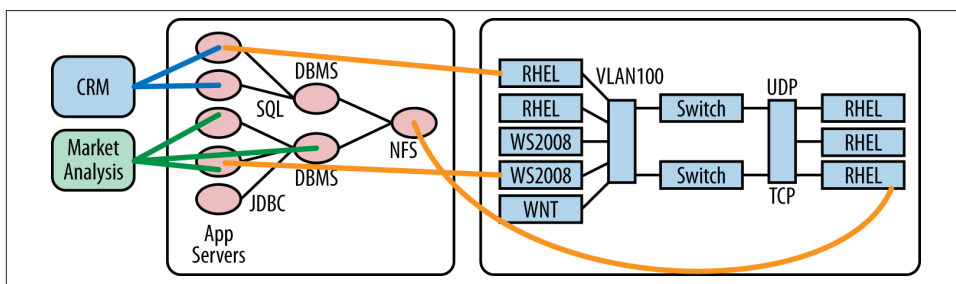 CRM
Market
Analysis
SQL
DBMS
DBMS
JDBC
NFS
App
Servers
RHEL
RHEL
WS2008
WS2008
WNT
VLAN100
Switch
Switch
UDP
TCP
RHEL
RHEL
RHEL